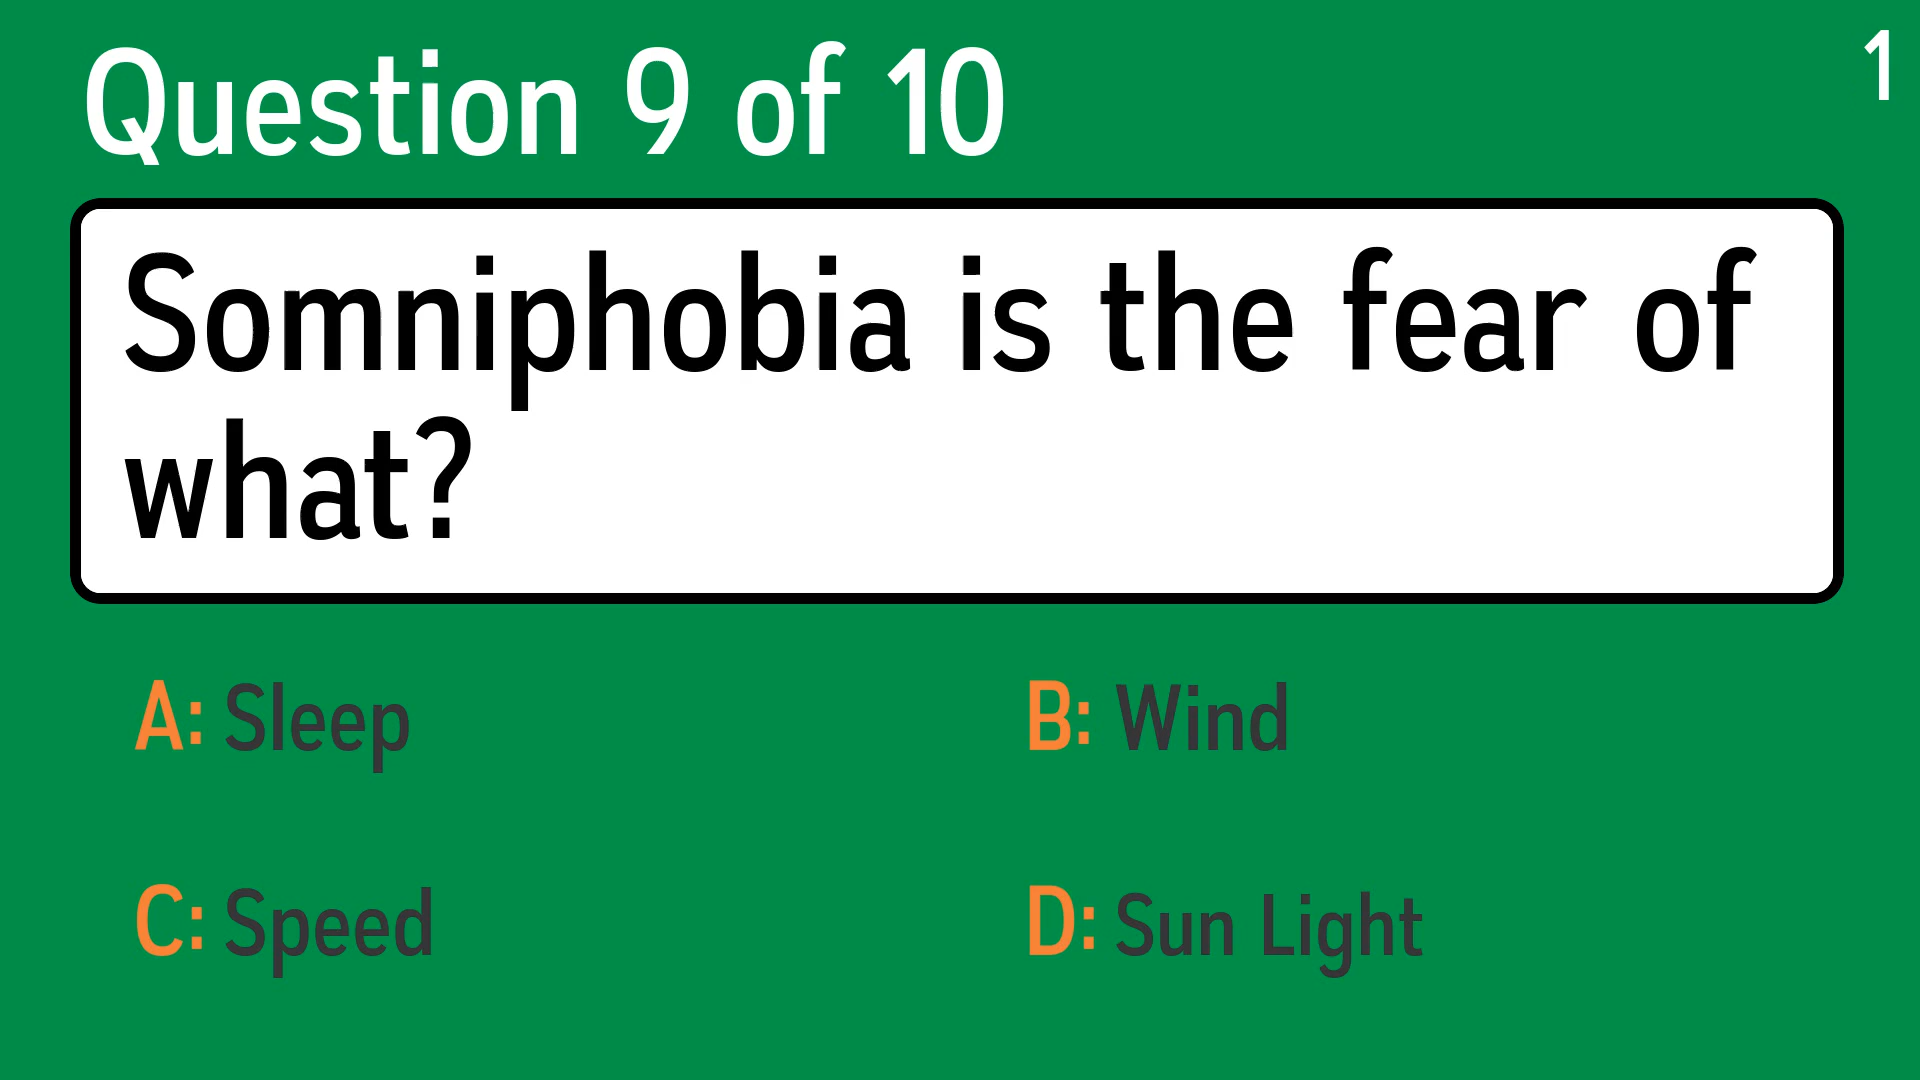 Question 9 of 10
1
Somniphobia is the fear of
what?
A: Sleep
B: Wind
C: Speed
D: Sun Light